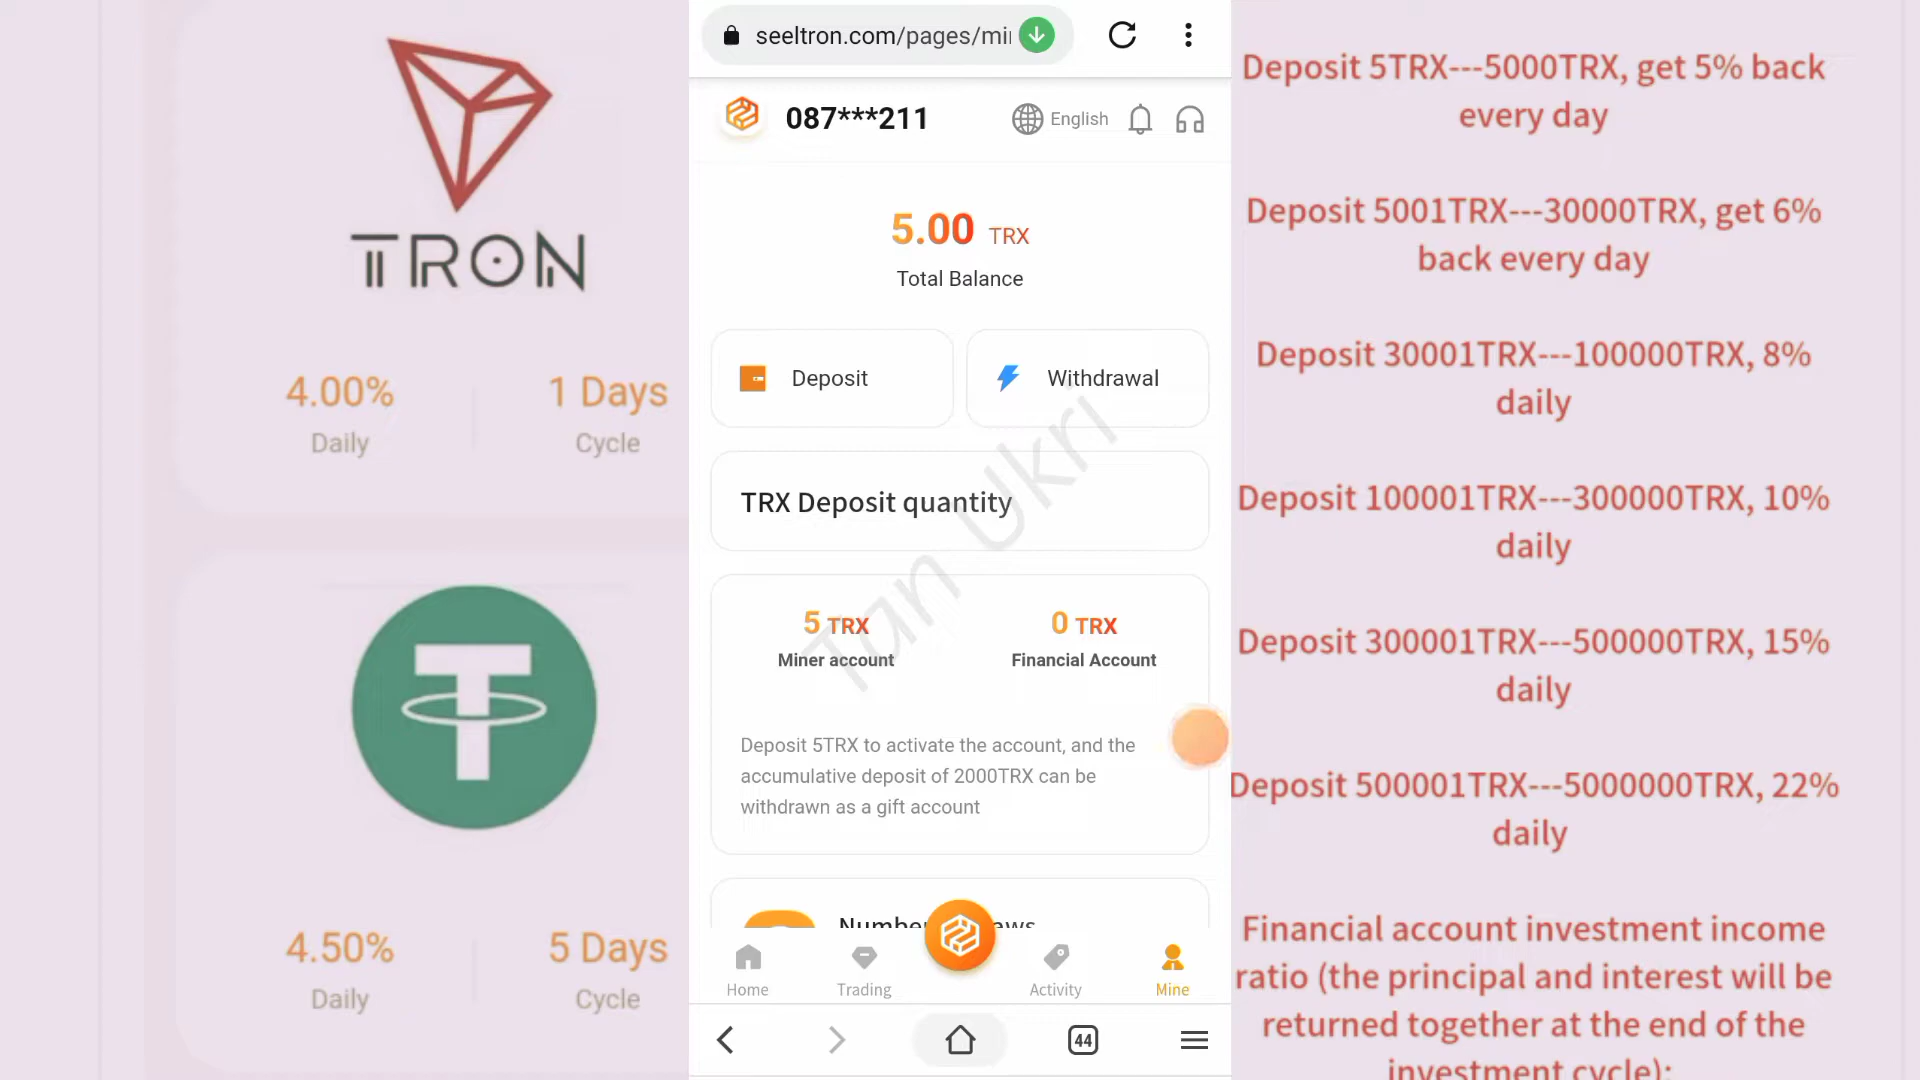 TRON
4.00%
Daily
1 Days
Cycle
4.50%
Daily
5 Days
Cycle
seeltron.com/pages/mi
087***211
English
5.00 TRX
Total Balance
Deposit
Withdrawal
TRX Deposit quantity
5 TRX
Miner account
0 TRX
Financial Account
Deposit 5TRX to activate the account, and the
accumulative deposit of 2000TRX can be
withdrawn as a gift account
Tan Ukri
Home
Trading
Activity
Mine
44
Deposit 5TRX---5000TRX, get 5% back
every day
Deposit 5001TRX---30000TRX, get 6%
back every day
Deposit 30001TRX---100000TRX, 8%
daily
Deposit 100001TRX---300000TRX, 10%
daily
Deposit 300001TRX---500000TRX, 15%
daily
Deposit 500001TRX---5000000TRX, 22%
daily
Financial account investment income
ratio (the principal and interest will be
returned together at the end of the
investment cycle):